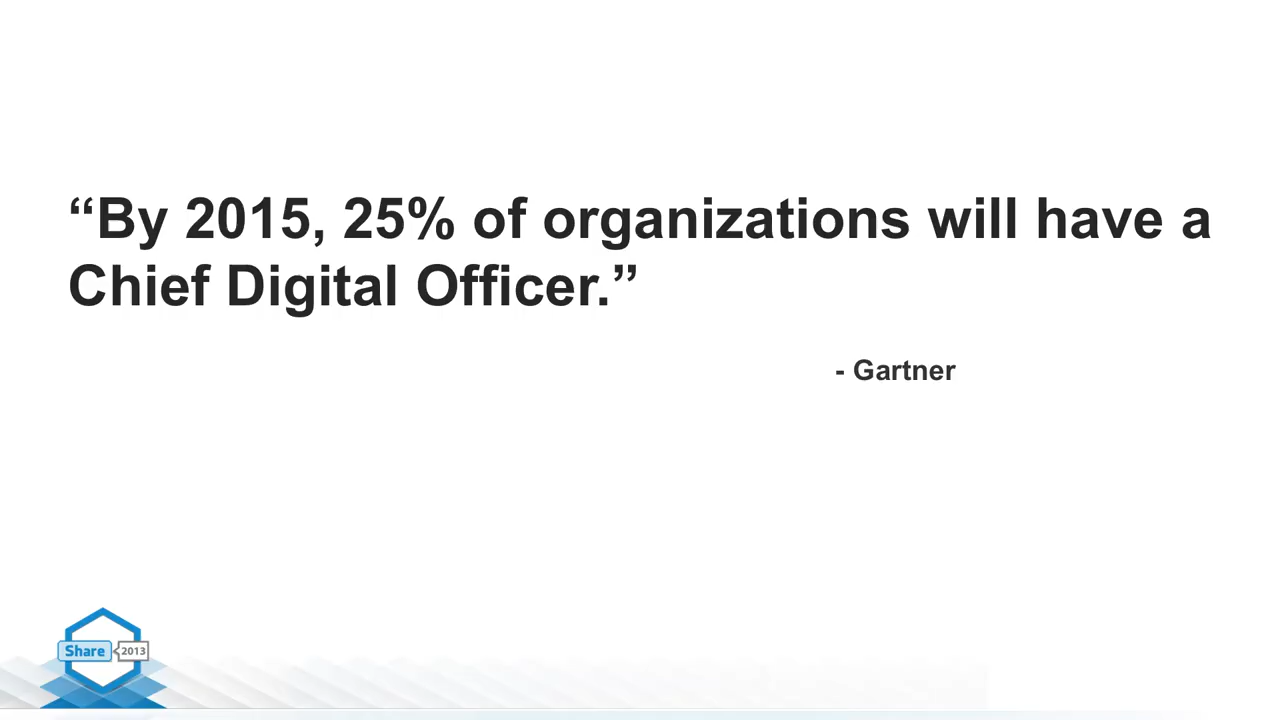 “By 2015, 25% of organizations will have a
Chief Digital Officer.”
- Gartner
Share 2013